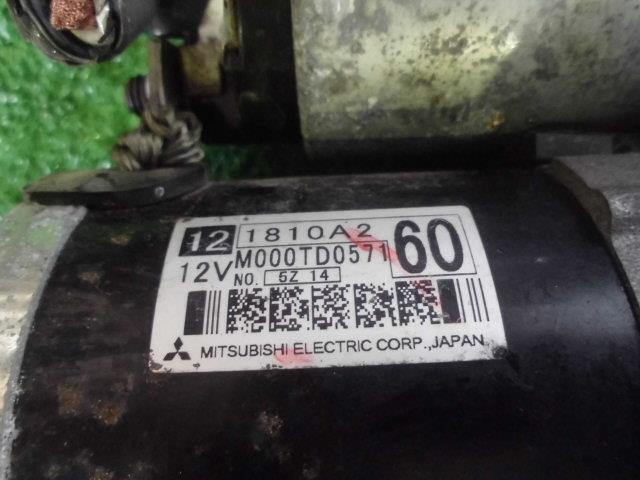 12 1810A2 60
12V M000TD0571
NO. 5Z 14
MITSUBISHI ELECTRIC CORP., JAPAN